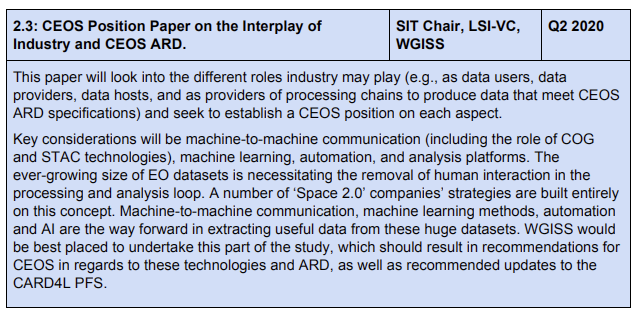 2.3: CEOS Position Paper on the Interplay of
Industry and CEOS ARD.
SIT Chair, LSI-VC,
WGISS
Q2 2020
This paper will look into the different roles industry may play (e.g., as data users, data
providers, data hosts, and as providers of processing chains to produce data that meet CEOS
ARD specifications) and seek to establish a CEOS position on each aspect.
Key considerations will be machine-to-machine communication (including the role of COG
and STAC technologies), machine learning, automation, and analysis platforms. The
ever-growing size of EO datasets is necessitating the removal of human interaction in the
processing and analysis loop. A number of ‘Space 2.0’ companies’ strategies are built entirely
on this concept. Machine-to-machine communication, machine learning methods, automation
and AI are the way forward in extracting useful data from these huge datasets. WGISS would
be best placed to undertake this part of the study, which should result in recommendations for
CEOS in regards to these technologies and ARD, as well as recommended updates to the
CARD4L PFS.